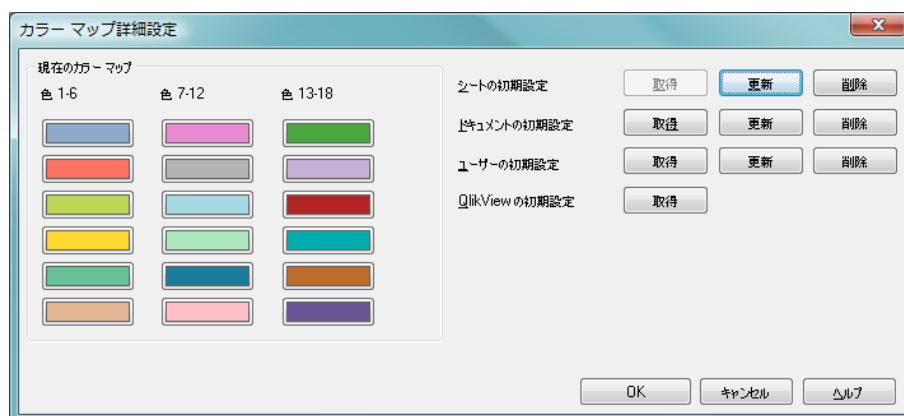 カラー マップ詳細設定
現在のカラー マップ
色 1-6 色 7-12 色 13-18
シートの初期設定 取得 更新 削除
ドキュメントの初期設定 取得 更新 削除
ユーザーの初期設定 取得 更新 削除
QlikView の初期設定 取得
OK キャンセル ヘルプ